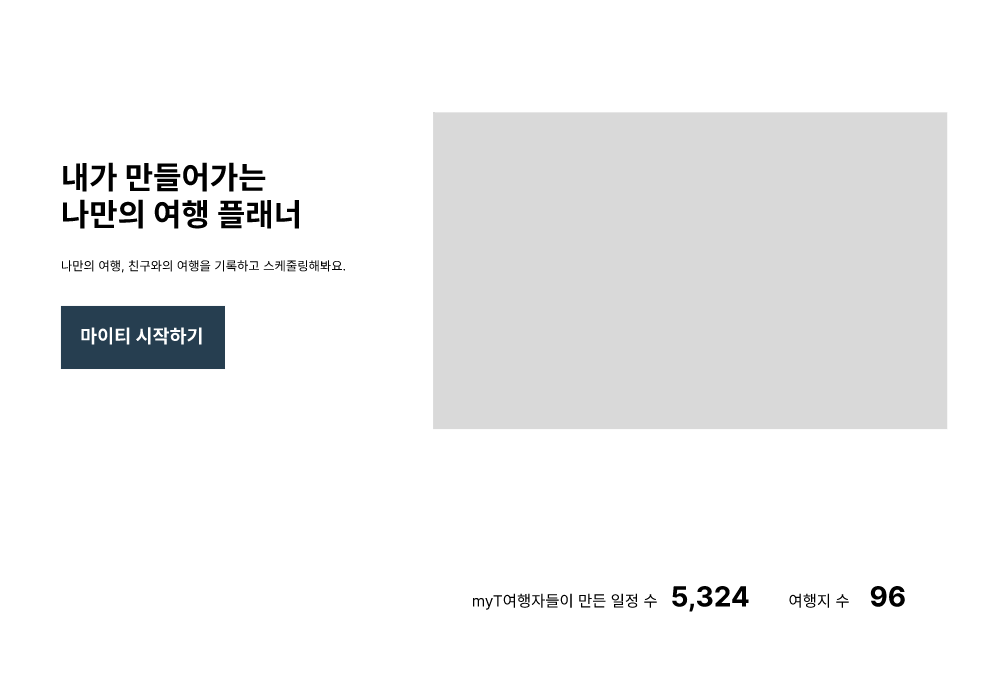 내가 만들어가는
나만의 여행 플래너
나만의 여행, 친구와의 여행을 기록하고 스케줄링해봐요.
마이티 시작하기
myT여행자들이 만든 일정 수 5,324 여행지 수 96